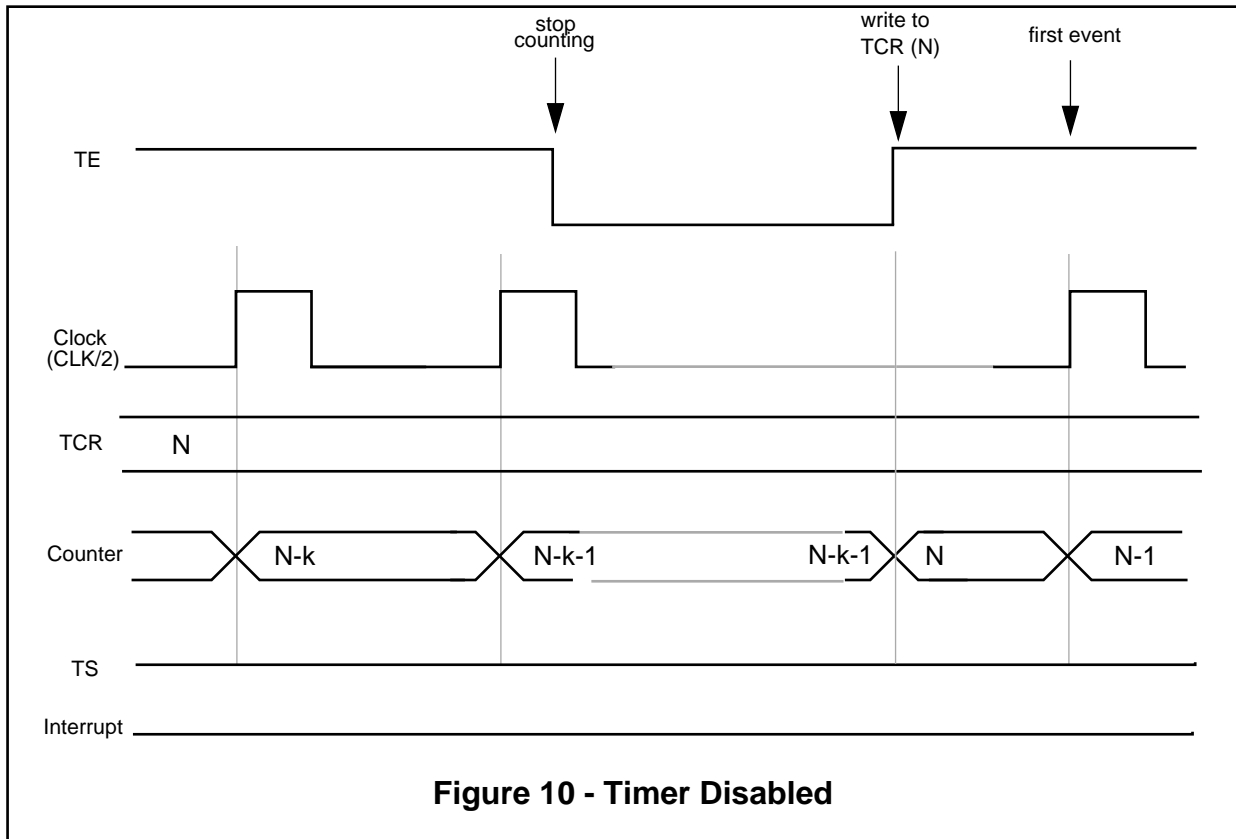 stop
counting
write to
TCR (N)
first event
TE
Clock
(CLK/2)
TCR
N
Counter
N-k
N-k-1
N-k-1
N
N-1
TS
Interrupt
Figure 10 - Timer Disabled